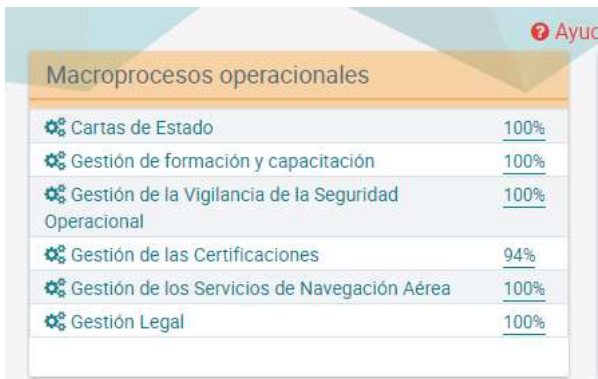 Ayud
Macroprocesos operacionales
Cartas de Estado 100%
Gestión de formación y capacitación 100%
Gestión de la Vigilancia de la Seguridad 100%
Operacional
Gestión de las Certificaciones 94%
Gestión de los Servicios de Navegación Aérea 100%
Gestión Legal 100%